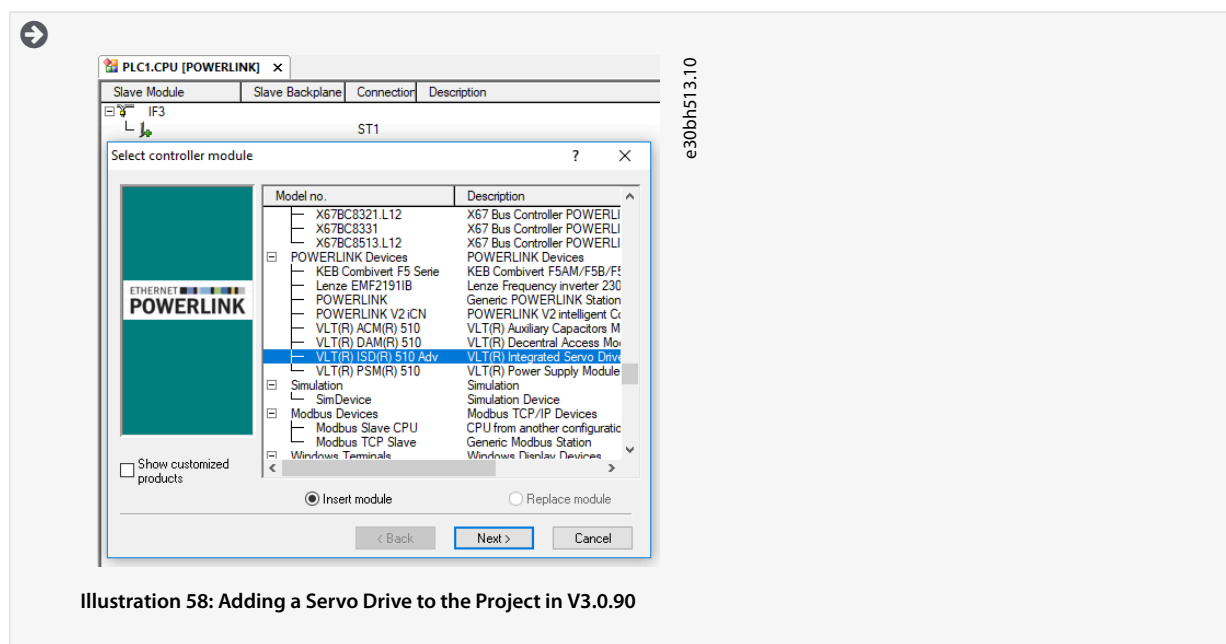 PLC1.CPU [POWERLINK] ×
Slave Module Slave Backplane Connection Description
IF3
ST1
Select controller module ? ×
Model no. Description
X67BC8321.L12 X67 Bus Controller POWERLI
X67BC8331 X67 Bus Controller POWERLI
X67BC8513.L12 X67 Bus Controller POWERLI
POWERLINK Devices POWERLINK Devices
KEB Combivert F5 Serie KEB Combivert F5AM/F5B/F5
Lenze EMF2191IB Lenze Frequency inverter 230
POWERLINK Generic POWERLINK Station
POWERLINK V2 iCN POWERLINK V2 intelligent Co
VLT(R) ACM(R) 510 VLT(R) Auxiliary Capacitors M
VLT(R) DAM(R) 510 VLT(R) Decentral Access Mo
VLT(R) ISD(R) 510 Adv VLT(R) Integrated Servo Drive
VLT(R) PSM(R) 510 VLT(R) Power Supply Module
Simulation Simulation
SimDevice Simulation Device
Modbus Devices Modbus TCP/IP Devices
Modbus Slave CPU CPU from another configuratic
Modbus TCP Slave Generic Modbus Station
Windows Terminals Windows Display Devices
ETHERNET
POWERLINK
Show customized
products
Insert module Replace module
< Back Next > Cancel
e30bh513.10
Illustration 58: Adding a Servo Drive to the Project in V3.0.90